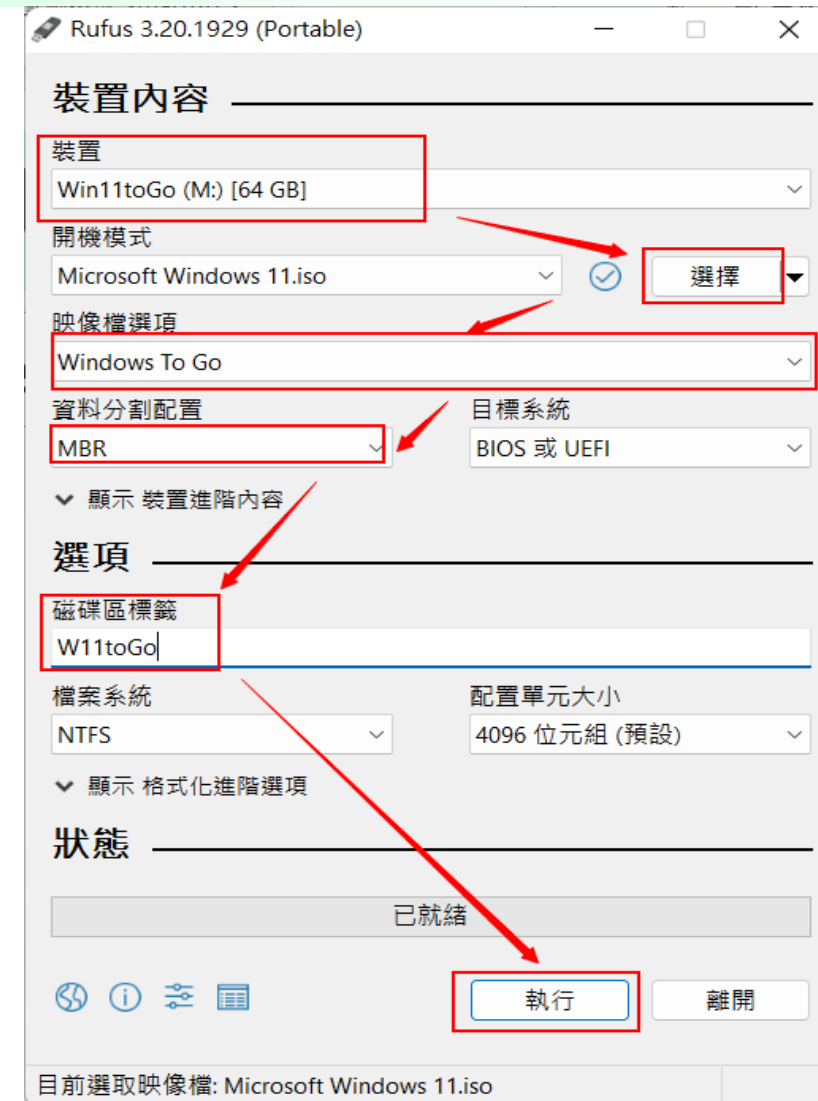 Rufus 3.20.1929 (Portable)
裝置內容
裝置
Win11toGo (M:) [64 GB]
開機模式
Microsoft Windows 11.iso
選擇
映像檔選項
Windows To Go
資料分割配置
目標系統
MBR
BIOS 或 UEFI
顯示 裝置進階內容
選項
磁碟區標籤
W11toGo
檔案系統
配置單元大小
NTFS
4096 位元組 (預設)
顯示 格式化進階選項
狀態
已就緒
執行
離開
目前選取映像檔: Microsoft Windows 11.iso